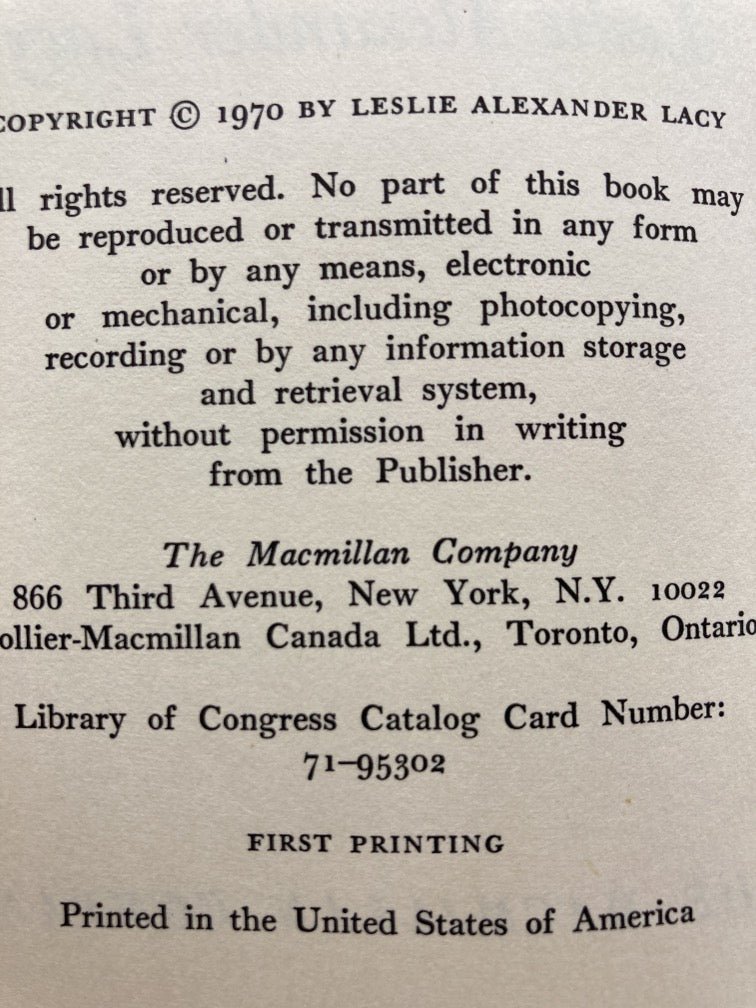 COPYRIGHT © 1970 BY LESLIE ALEXANDER LACY
ll rights reserved. No part of this book may
be reproduced or transmitted in any form
or by any means, electronic
or mechanical, including photocopying,
recording or by any information storage
and retrieval system,
without permission in writing
from the Publisher.
The Macmillan Company
866 Third Avenue, New York, N.Y. 10022
ollier-Macmillan Canada Ltd., Toronto, Ontario
Library of Congress Catalog Card Number:
71–95302
FIRST PRINTING
Printed in the United States of America